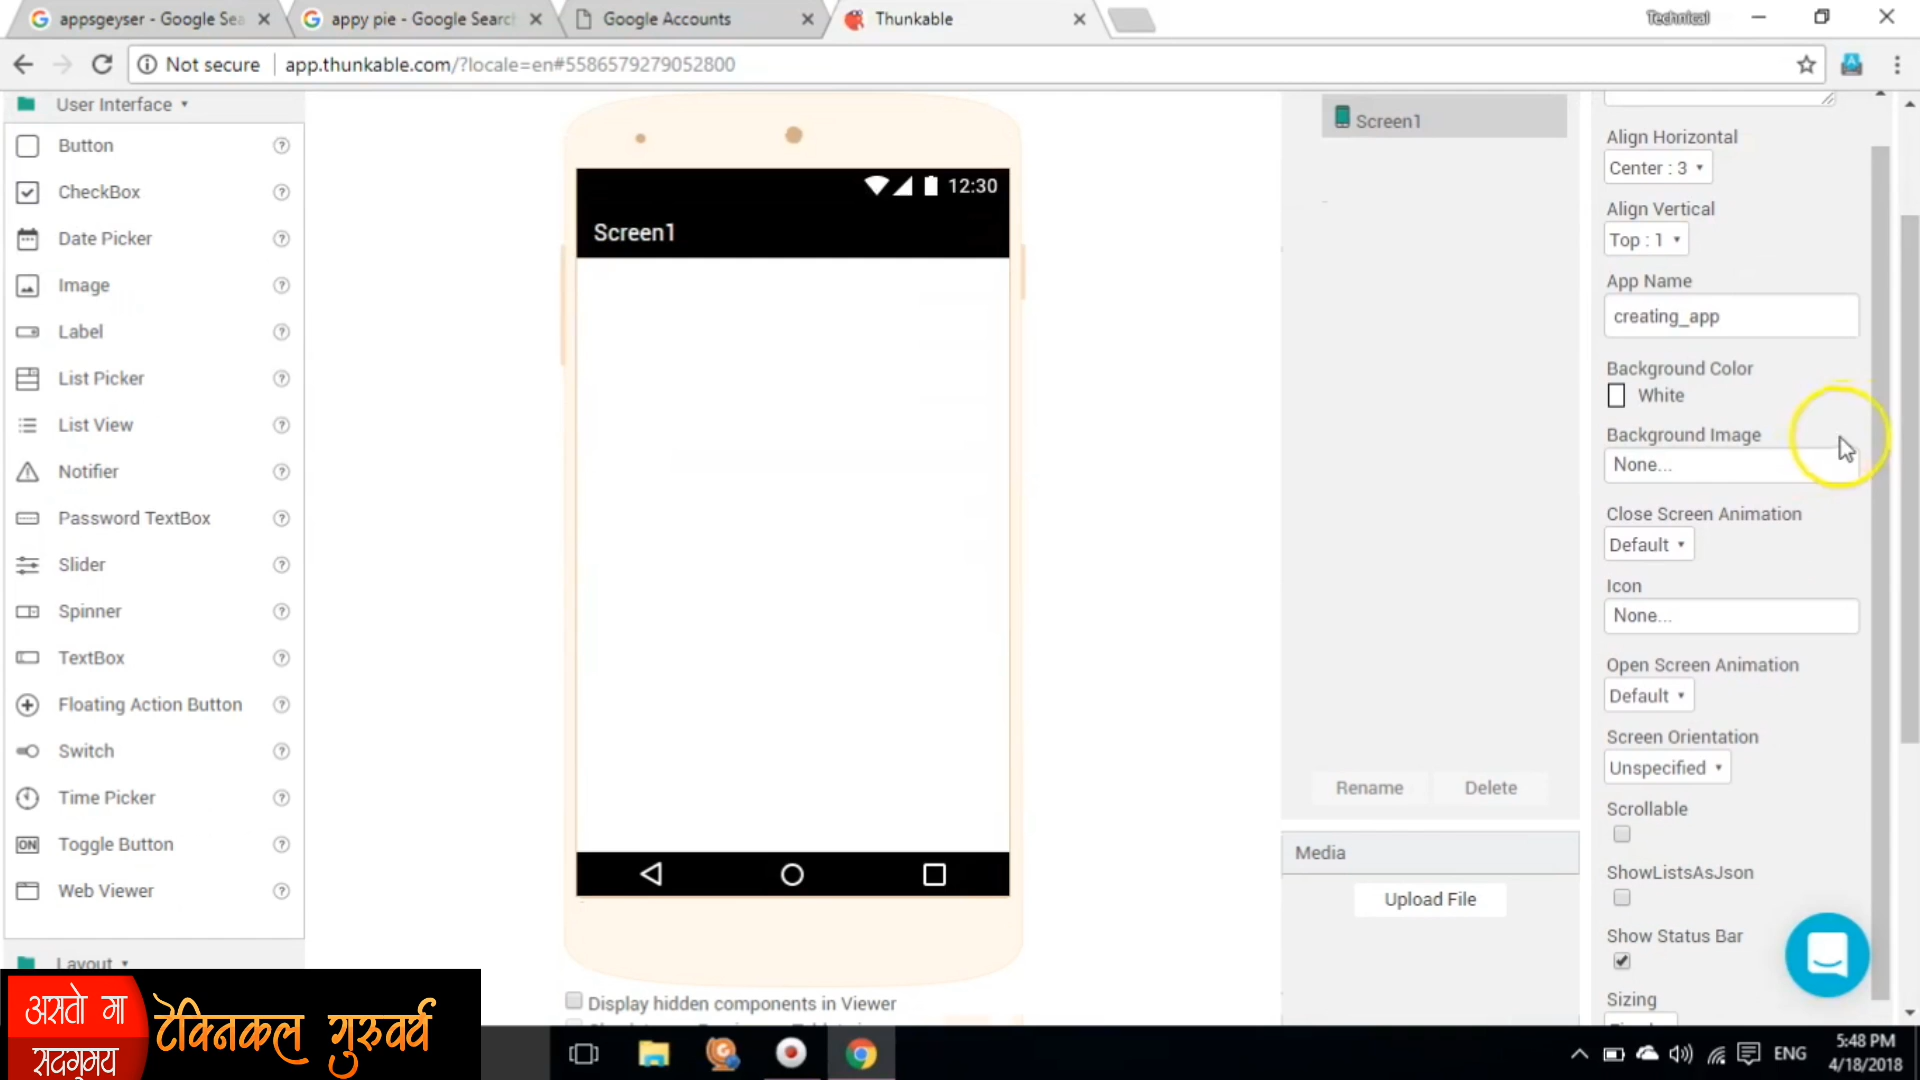 appsgeyser - Google Sea
appy pie - Google Search
Google Accounts
Thunkable
Technical
Not secure
app.thunkable.com/?locale=en#5586579279052800
User Interface
Button
CheckBox
Date Picker
Image
Label
List Picker
List View
Notifier
Password TextBox
Slider
Spinner
TextBox
Floating Action Button
Switch
Time Picker
ON Toggle Button
Web Viewer
Layout
12:30
Screen1
Display hidden components in Viewer
Screen1
Rename Delete
Media
Upload File
Align Horizontal
Center : 3
Align Vertical
Top : 1
App Name
creating_app
Background Color
White
Background Image
None...
Close Screen Animation
Default
Icon
None...
Open Screen Animation
Default
Screen Orientation
Unspecified
Scrollable
ShowListsAsJson
Show Status Bar
Sizing
असतो मा
सदगमय
टेक्निकल गुरुवर्य
ENG
5:48 PM
4/18/2018